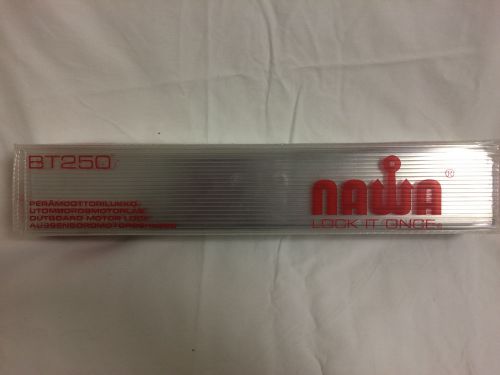 BT250
PERÄMOOTTORILUKKO
UTOMBORDSMOTORLÅS
OUTBOARD MOTOR LOCK
NAWA®
LOCK IT ONCE